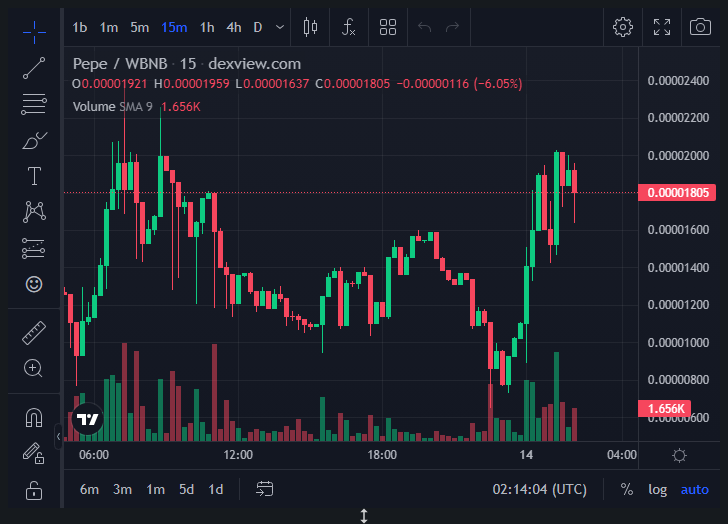 1b 1m 5m 15m 1h 4h D
Pepe / WBNB · 15 · dexview.com
O0.00001921 H0.00001959 L0.00001637 C0.00001805 −0.00000116 (−6.05%)
Volume SMA 9 1.656K
0.00002400
0.00002200
0.00002000
0.00001805
0.00001600
0.00001400
0.00001200
0.00001000
0.00000800
1.656K
0.00000600
06:00 12:00 18:00 14 04:00
6m 3m 1m 5d 1d 02:14:04 (UTC) % log auto